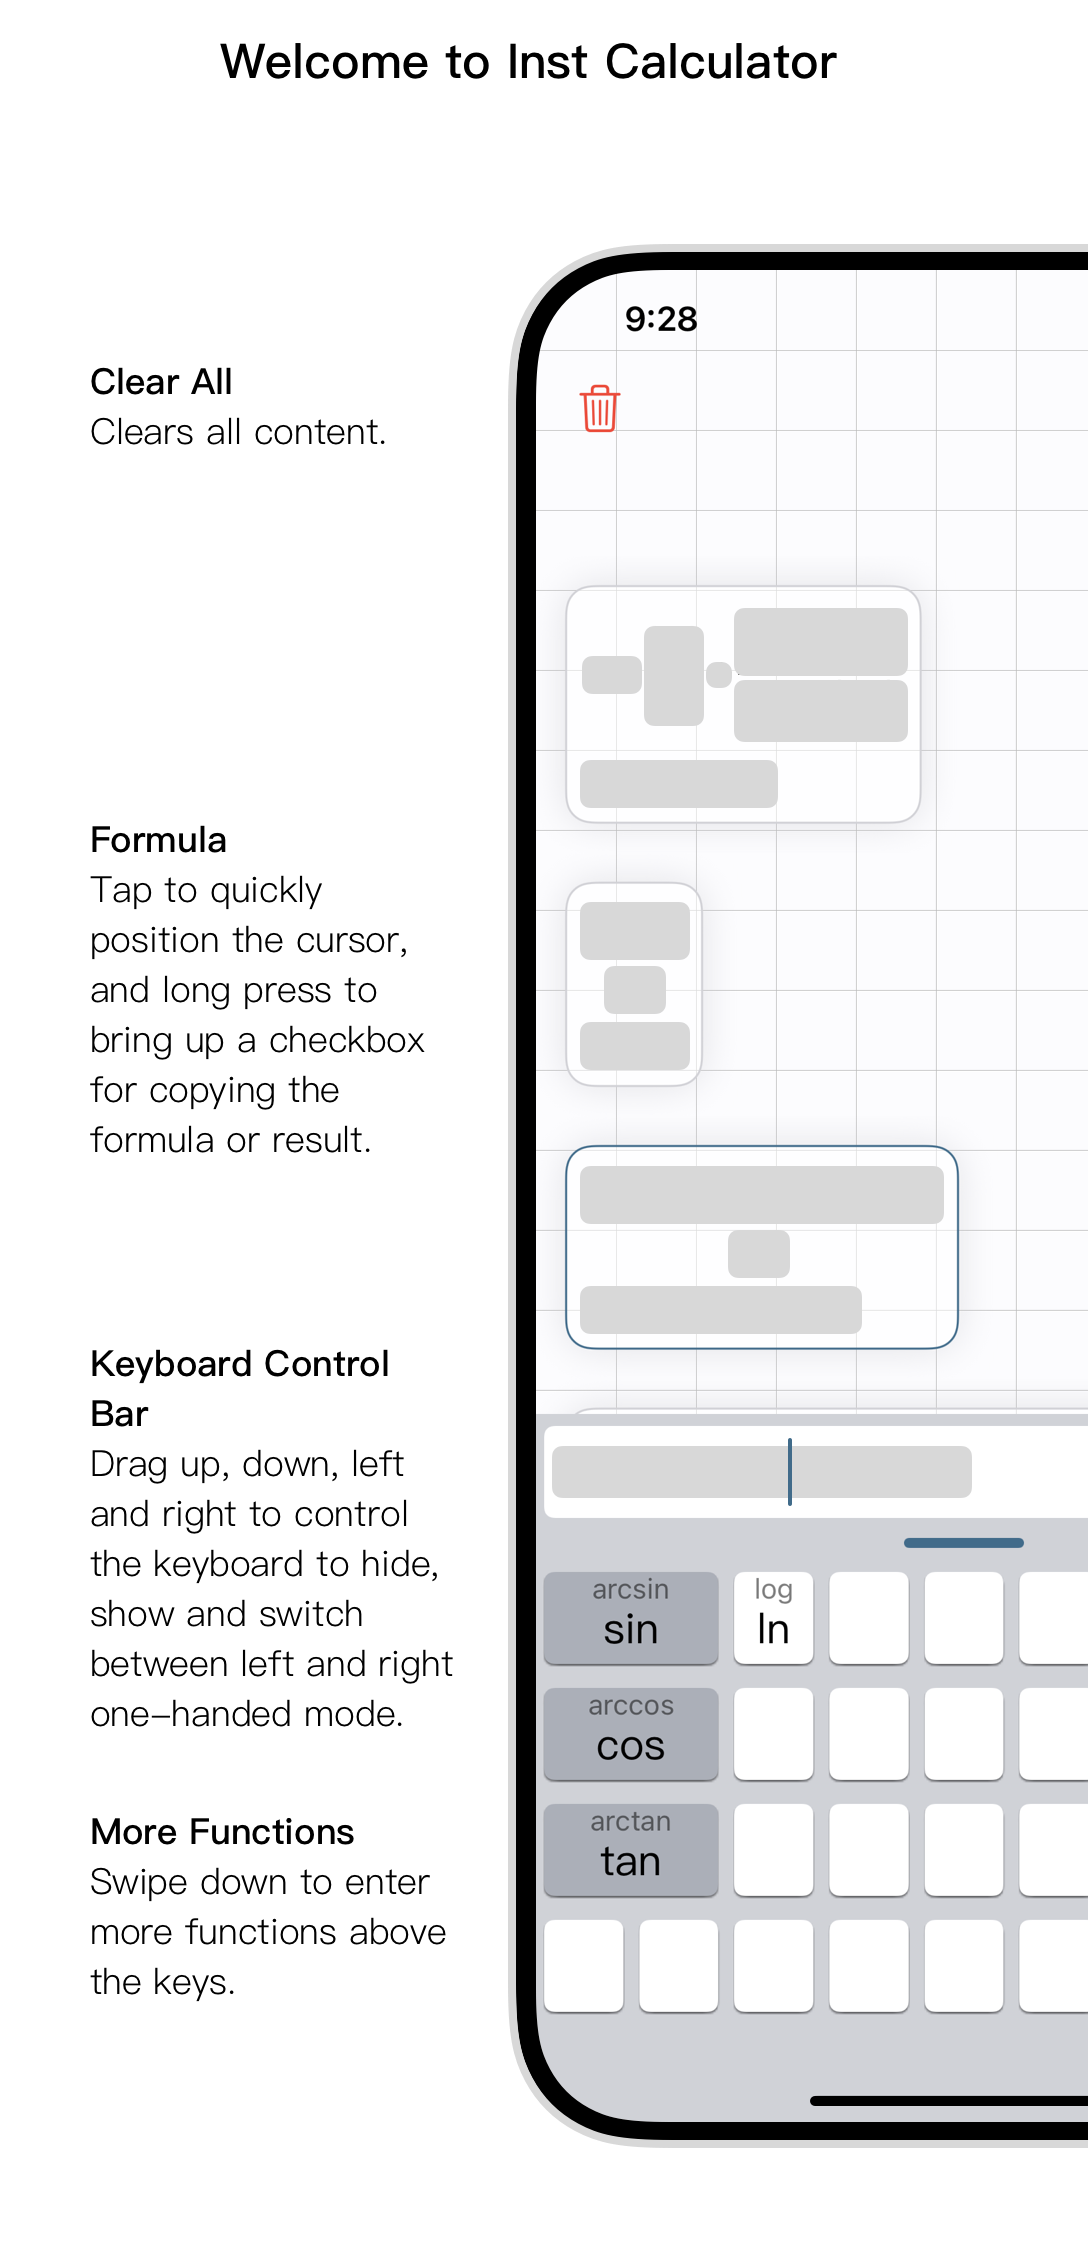 Welcome to Inst Calculator
9:28
Clear All
Clears all content.
Formula
Tap to quickly
position the cursor,
and long press to
bring up a checkbox
for copying the
formula or result.
Keyboard Control
Bar
Drag up, down, left
and right to control
the keyboard to hide,
show and switch
between left and right
one–handed mode.
arcsin
sin
log
ln
arccos
cos
arctan
tan
More Functions
Swipe down to enter
more functions above
the keys.